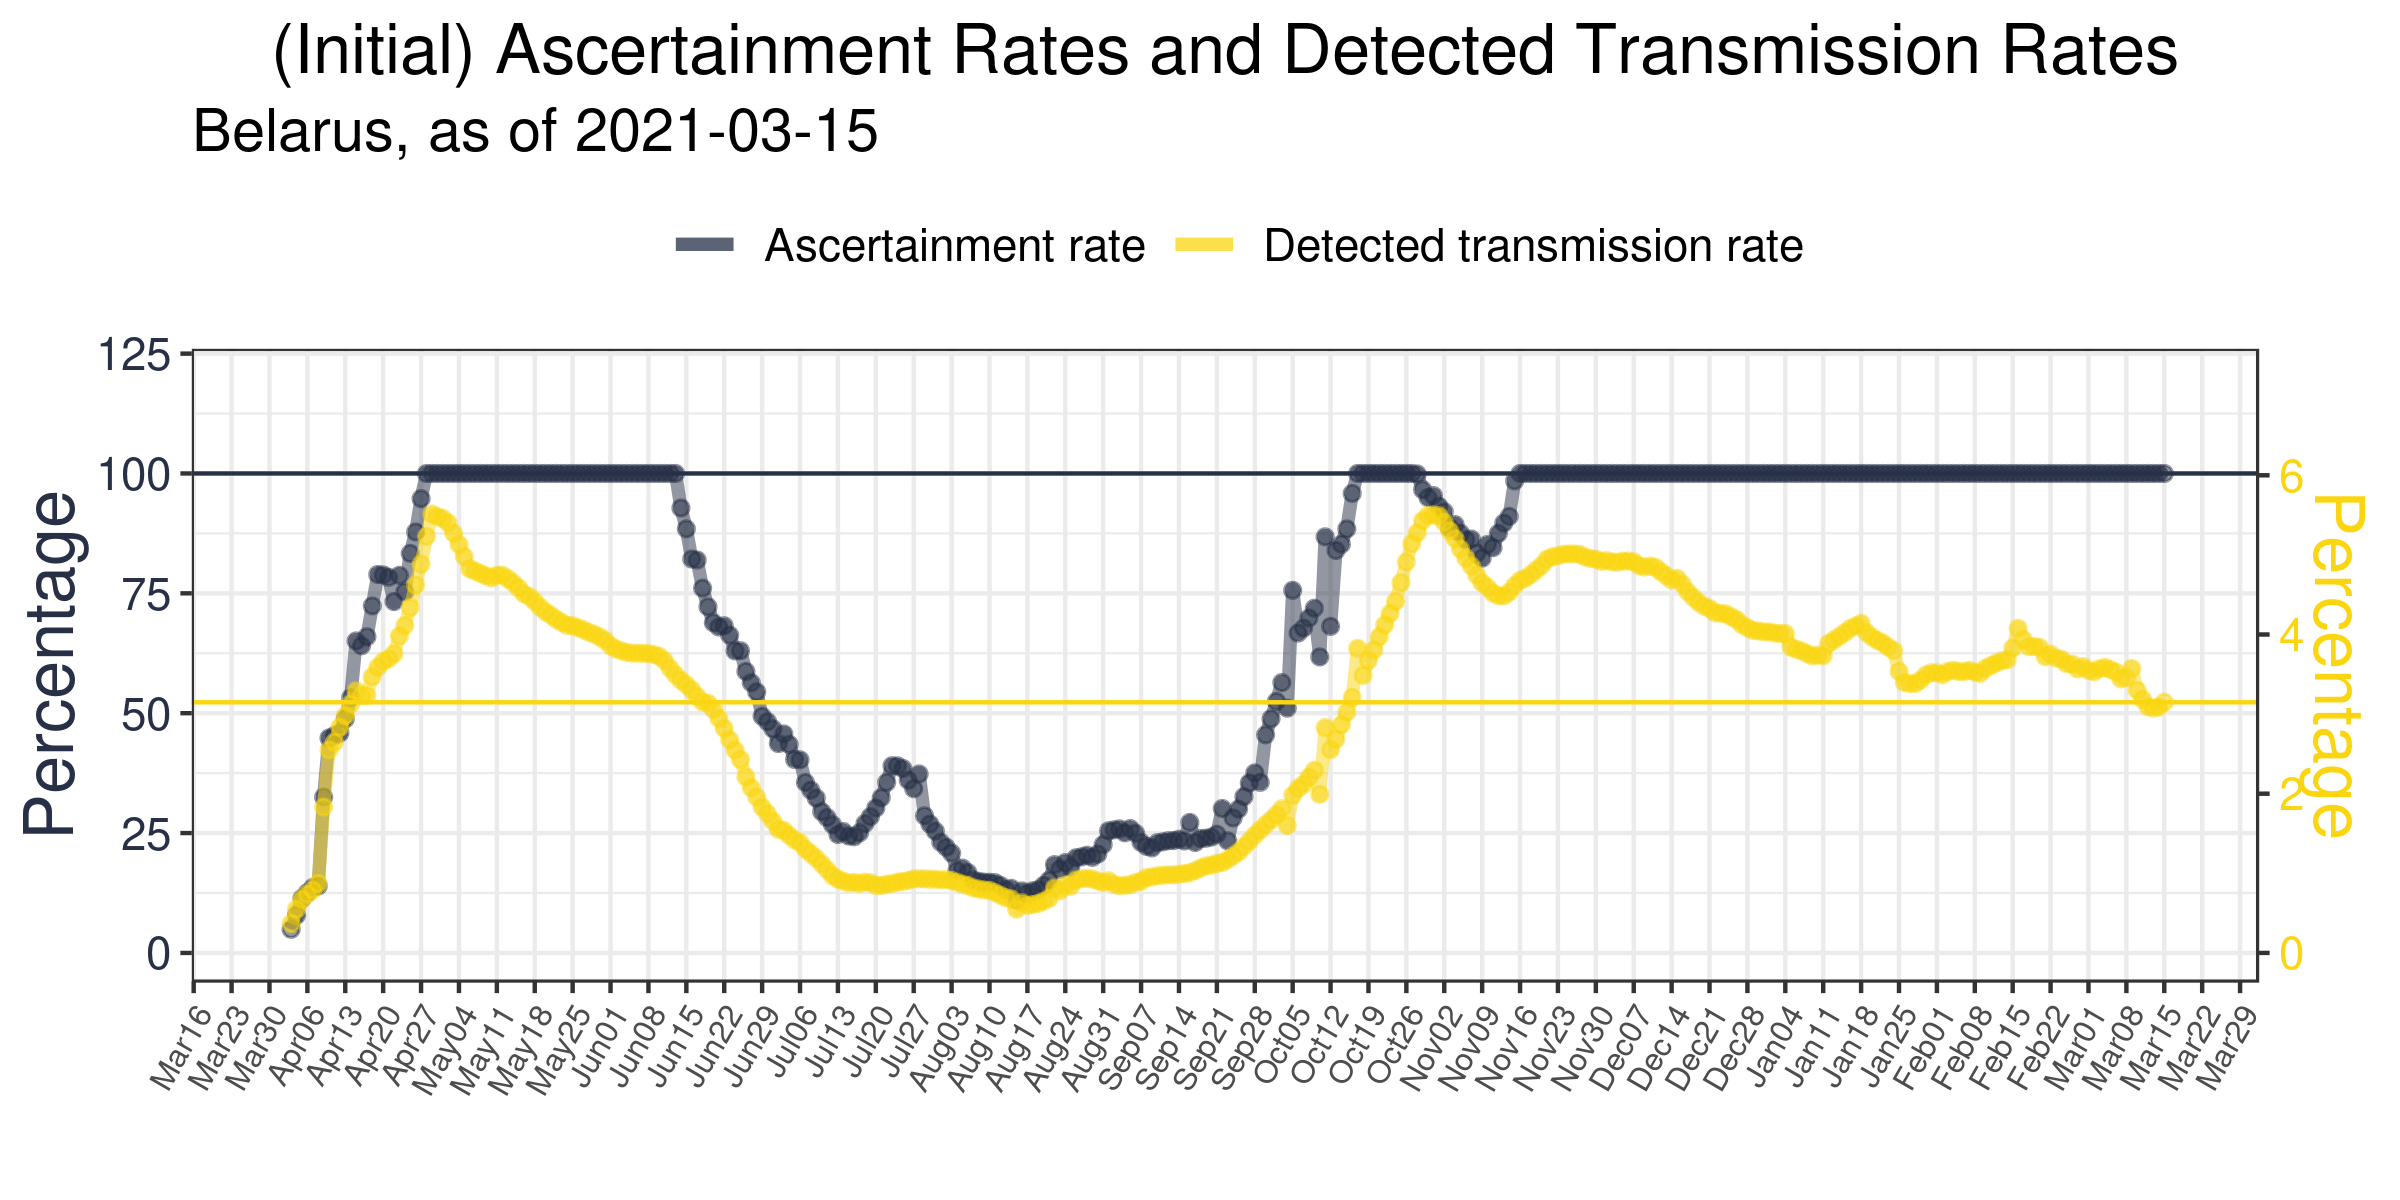 (Initial) Ascertainment Rates and Detected Transmission Rates
Belarus, as of 2021-03-15
Ascertainment rate
Detected transmission rate
Percentage
125
100
75
50
25
0
6
4
2
0
Percentage
Mar16
Mar23
Mar30
Apr06
Apr13
Apr20
Apr27
May04
May11
May18
May25
Jun01
Jun08
Jun15
Jun22
Jun29
Jul06
Jul13
Jul20
Jul27
Aug03
Aug10
Aug17
Aug24
Aug31
Sep07
Sep14
Sep21
Sep28
Oct05
Oct12
Oct19
Oct26
Nov02
Nov09
Nov16
Nov23
Nov30
Dec07
Dec14
Dec21
Dec28
Jan04
Jan11
Jan18
Jan25
Feb01
Feb08
Feb15
Feb22
Mar01
Mar08
Mar15
Mar22
Mar29